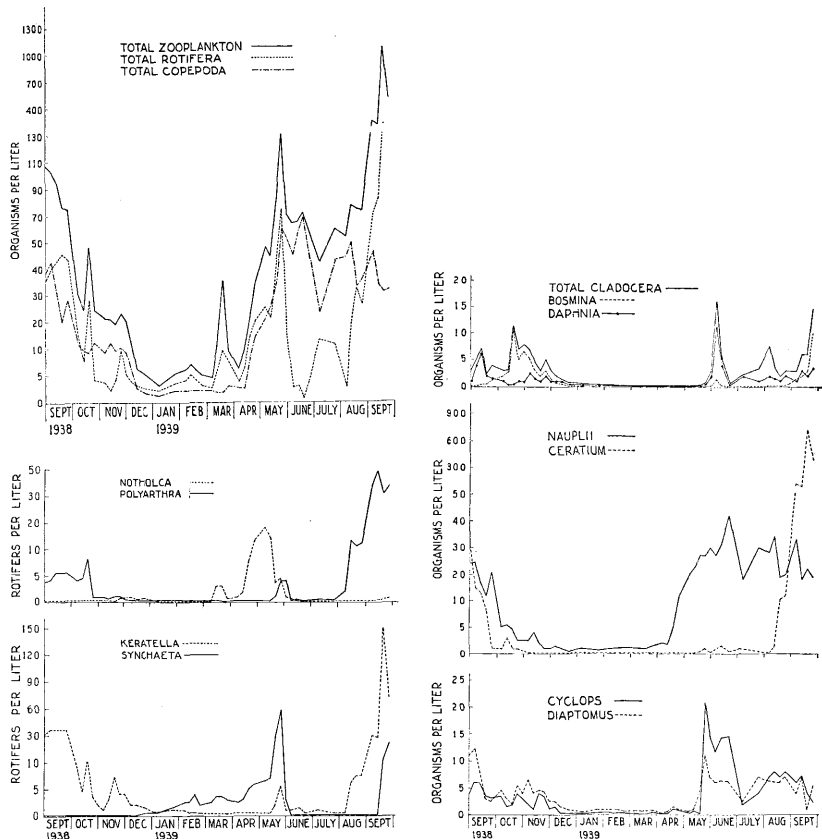 1300
1000
700
400
130
110
90
70
50
40
30
20
10
5
0
ORGANISMS PER LITER
TOTAL ZOOPLANKTON
TOTAL ROTIFERA
TOTAL COPEPODA
SEPT OCT NOV DEC JAN FEB MAR APR MAY JUNE JULY AUG SEPT
1938 1939
50
30
10
5
0
ROTIFERS PER LITER
NOTHOLCA
POLYARTHRA
150
120
90
60
30
10
5
0
ROTIFERS PER LITER
KERATELLA
SYNCHAETA
SEPT OCT NOV DEC JAN FEB MAR APR MAY JUNE JULY AUG SEPT
1938 1939
20
15
10
5
0
ORGANISMS PER LITER
TOTAL CLADOCERA
BOSMINA
DAPHNIA
900
600
300
50
40
30
20
10
0
ORGANISMS PER LITER
NAUPLII
CERATIUM
25
20
15
10
5
0
ORGANISMS PER LITER
CYCLOPS
DIAPTOMUS
SEPT OCT NOV DEC JAN FEB MAR APR MAY JUNE JULY AUG SEPT
1938 1939